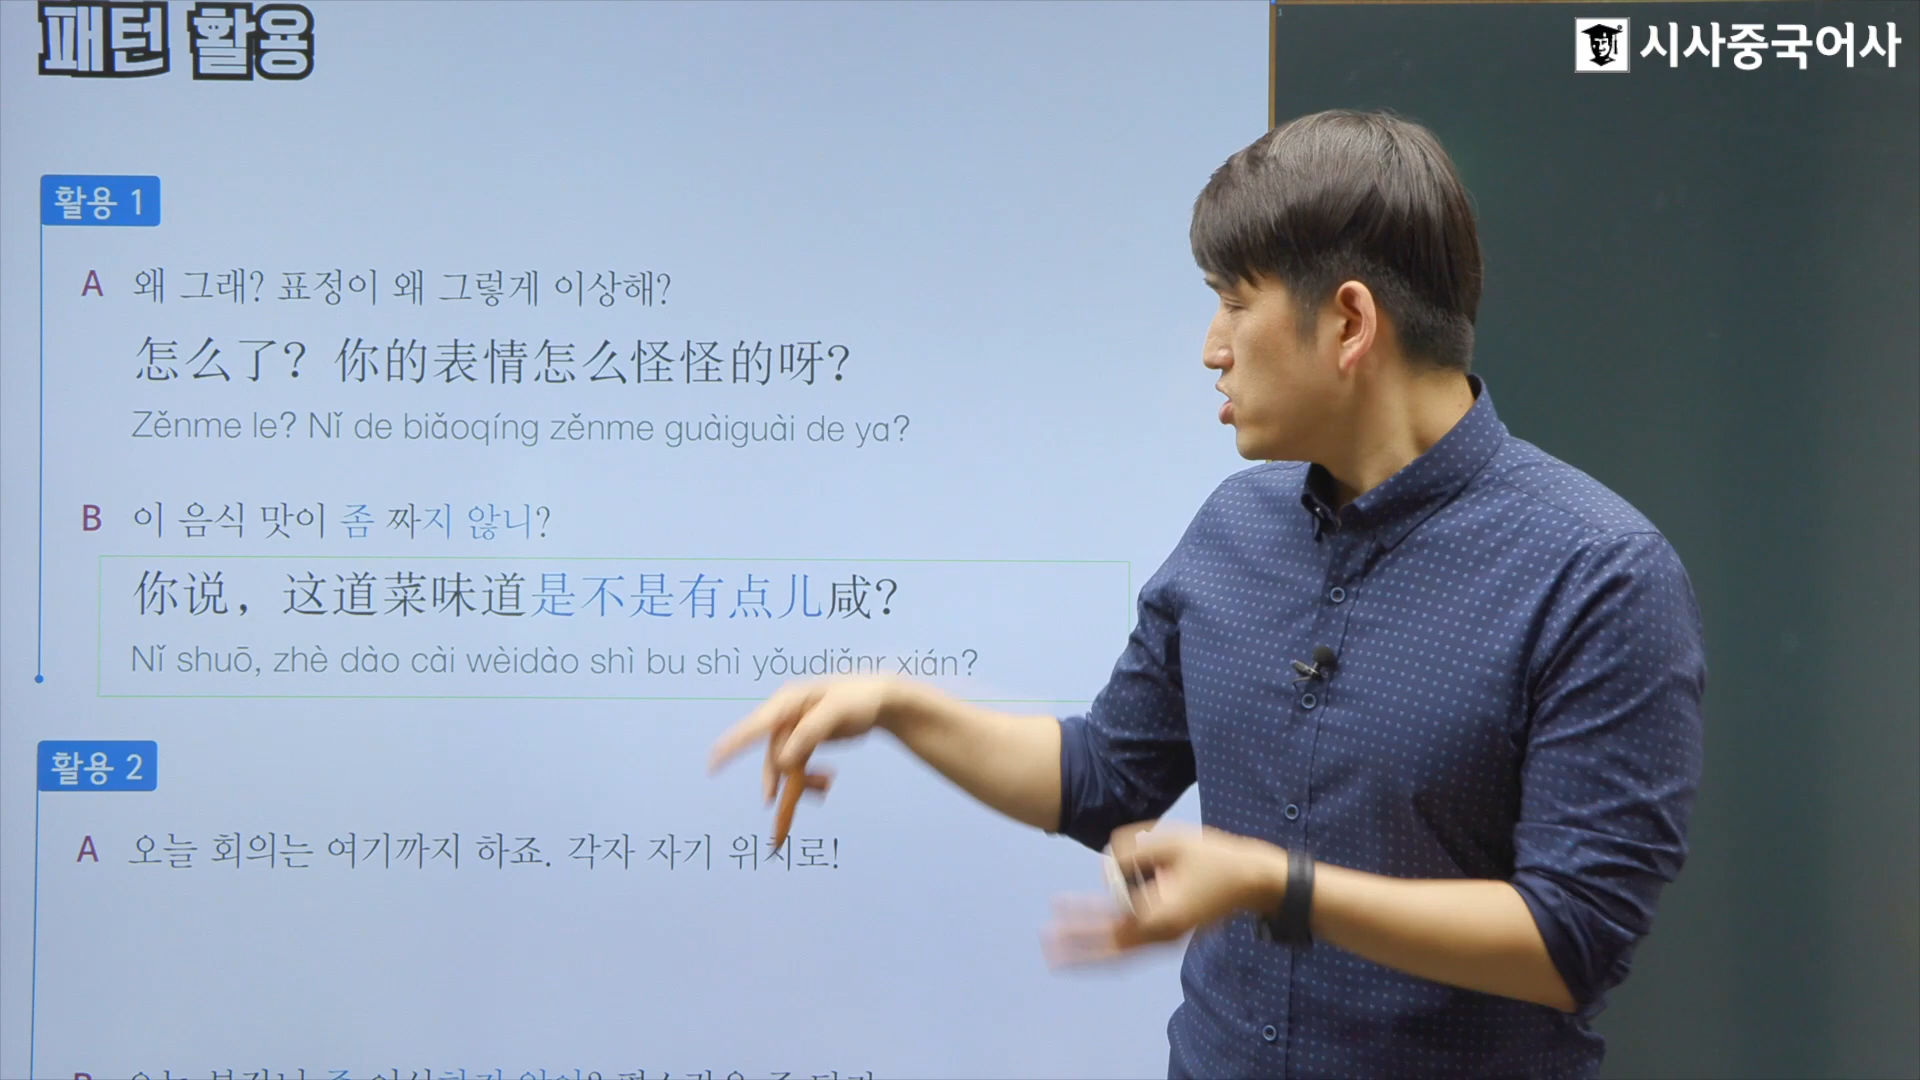 패턴 활용
시사중국어사
활용 1
A 왜 그래? 표정이 왜 그렇게 이상해?
怎么了? 你的表情怎么怪怪的呀?
Zěnme le? Nǐ de biǎoqíng zěnme guàiguài de ya?
B 이 음식 맛이 좀 짜지 않니?
你说, 这道菜味道是不是有点儿咸?
Nǐ shuō, zhè dào cài wèidào shì bu shì yǒudiǎnr xián?
활용 2
A 오늘 회의는 여기까지 하죠. 각자 자기 위치로!